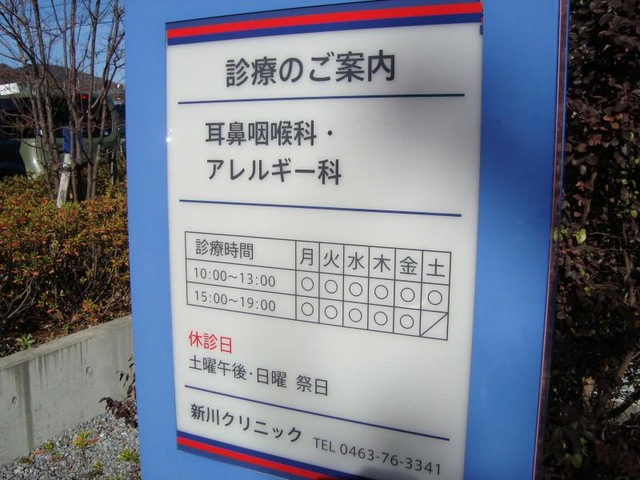 診療のご案内
耳鼻咽喉科・
アレルギー科
診療時間 月 火 水 木 金 土
10:00~13:00 ○ ○ ○ ○ ○ ○
15:00~19:00 ○ ○ ○ ○ ○ ／
休診日
土曜午後・日曜 祭日
新川クリニック TEL 0463-76-3341